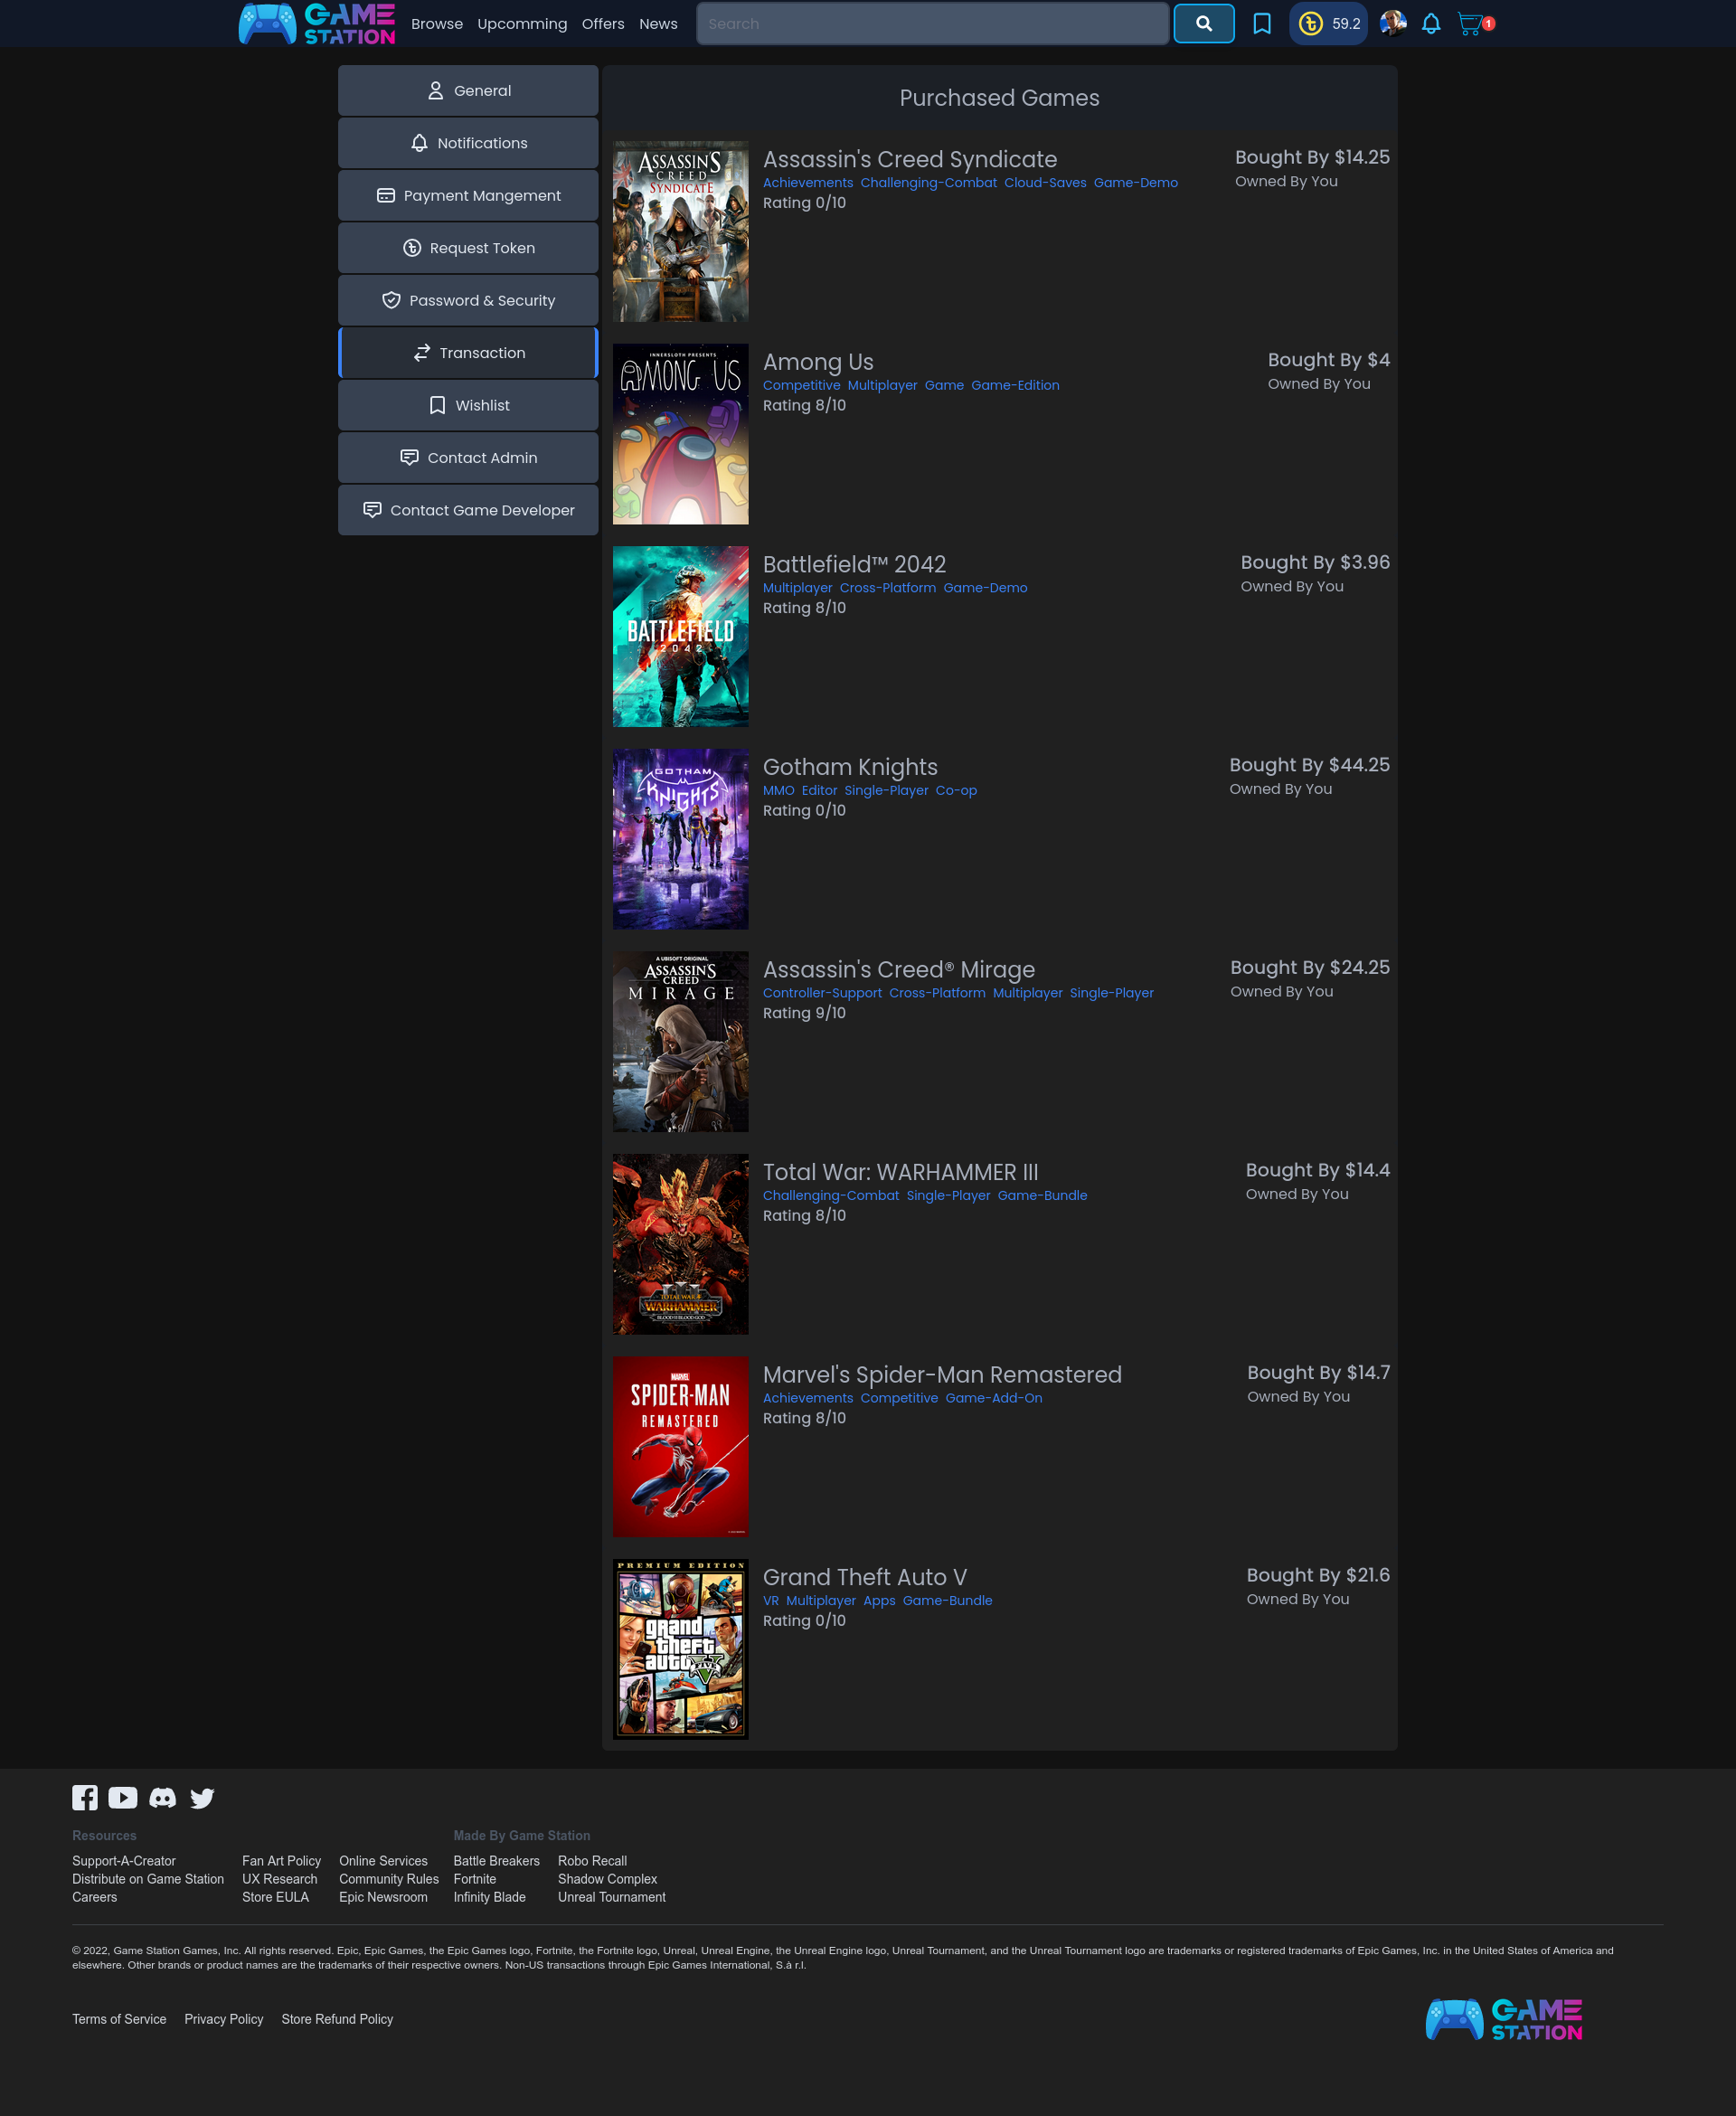 GAME STATION
Browse Upcomming Offers News Search 59.2 1
General
Notifications
Payment Mangement
Request Token
Password & Security
Transaction
Wishlist
Contact Admin
Contact Game Developer
Purchased Games
ASSASSIN'S
CREED
SYNDICATE
Assassin's Creed Syndicate
Achievements Challenging-Combat Cloud-Saves Game-Demo
Rating 0/10
Bought By $14.25
Owned By You
INNERSLOTH PRESENTS
AMONG US
Among Us
Competitive Multiplayer Game Game-Edition
Rating 8/10
Bought By $4
Owned By You
BATTLEFIELD
2042
Battlefield™ 2042
Multiplayer Cross-Platform Game-Demo
Rating 8/10
Bought By $3.96
Owned By You
GOTHAM
KNIGHTS
Gotham Knights
MMO Editor Single-Player Co-op
Rating 0/10
Bought By $44.25
Owned By You
A UBISOFT ORIGINAL
ASSASSIN'S
CREED
MIRAGE
Assassin's Creed® Mirage
Controller-Support Cross-Platform Multiplayer Single-Player
Rating 9/10
Bought By $24.25
Owned By You
TOTAL WAR
WARHAMMER
Total War: WARHAMMER III
Challenging-Combat Single-Player Game-Bundle
Rating 8/10
Bought By $14.4
Owned By You
MARVEL
SPIDER-MAN
REMASTERED
Marvel's Spider-Man Remastered
Achievements Competitive Game-Add-On
Rating 8/10
Bought By $14.7
Owned By You
PREMIUM EDITION
grand
theft
auto V
FIVE
Grand Theft Auto V
VR Multiplayer Apps Game-Bundle
Rating 0/10
Bought By $21.6
Owned By You
Resources
Support-A-Creator Fan Art Policy Online Services
Distribute on Game Station UX Research Community Rules
Careers Store EULA Epic Newsroom
Made By Game Station
Battle Breakers Robo Recall
Fortnite Shadow Complex
Infinity Blade Unreal Tournament
© 2022, Game Station Games, Inc. All rights reserved. Epic, Epic Games, the Epic Games logo, Fortnite, the Fortnite logo, Unreal, Unreal Engine, the Unreal Engine logo, Unreal Tournament, and the Unreal Tournament logo are trademarks or registered trademarks of Epic Games, Inc. in the United States of America and
elsewhere. Other brands or product names are the trademarks of their respective owners. Non-US transactions through Epic Games International, S.à r.l.
Terms of Service Privacy Policy Store Refund Policy
GAME STATION